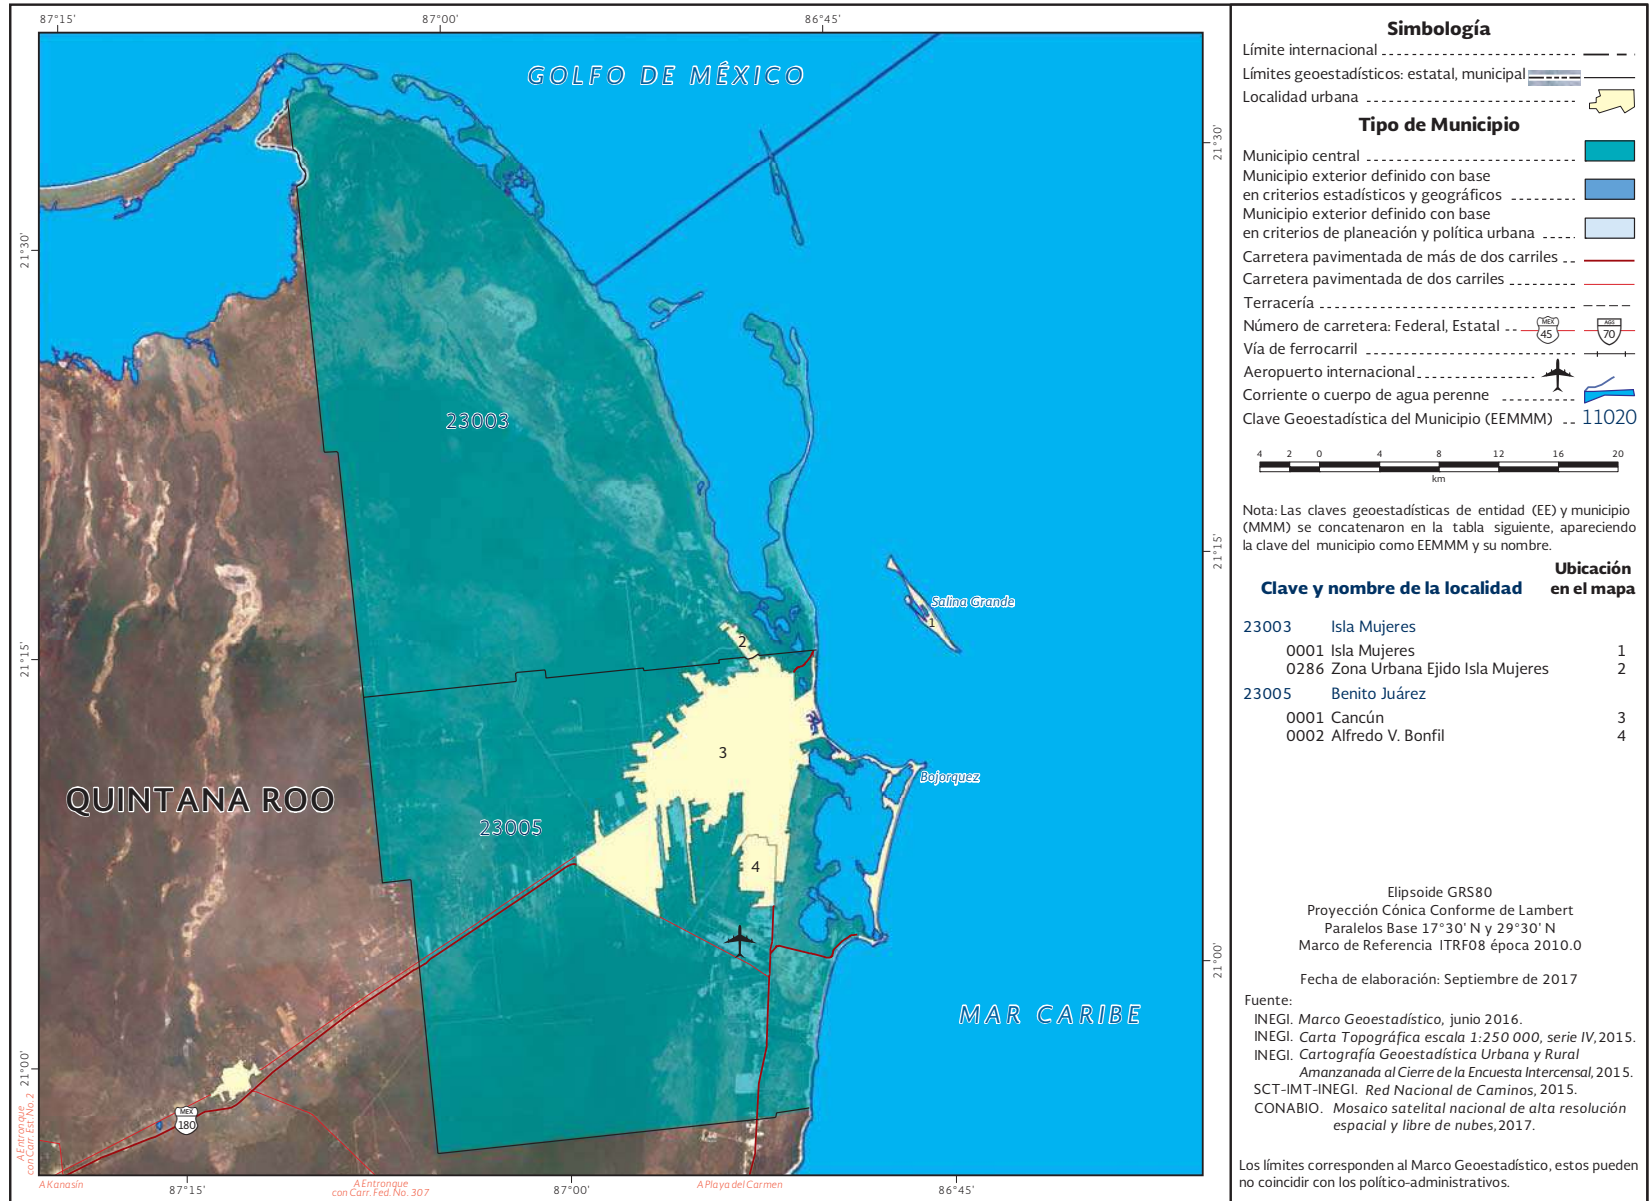 87°15'
87°00'
86°45'
GOLFO DE MÉXICO
21°30'
21°30'
23003
21°15'
Salina Grande
1
2
21°15'
3
Bojorquez
QUINTANA ROO
23005
4
21°00'
MAR CARIBE
21°00'
MEX
180
A Entronque
con Carr. Est. No. 2
A Kanasín
A Entronque
con Carr. Fed. No. 307
A Playa del Carmen
87°15'
87°00'
86°45'
Simbología
Límite internacional
Límites geoestadísticos: estatal, municipal
Localidad urbana
Tipo de Municipio
Municipio central
Municipio exterior definido con base
en criterios estadísticos y geográficos
Municipio exterior definido con base
en criterios de planeación y política urbana
Carretera pavimentada de más de dos carriles
Carretera pavimentada de dos carriles
Terracería
Número de carretera: Federal, Estatal MEX 45 AGS 70
Vía de ferrocarril
Aeropuerto internacional
Corriente o cuerpo de agua perenne
Clave Geoestadística del Municipio (EEMMM) 11020
4 2 0 4 8 12 16 20
km
Nota: Las claves geoestadísticas de entidad (EE) y municipio
(MMM) se concatenaron en la tabla siguiente, apareciendo
la clave del municipio como EEMMM y su nombre.
Clave y nombre de la localidad Ubicación en el mapa
23003 Isla Mujeres
0001 Isla Mujeres 1
0286 Zona Urbana Ejido Isla Mujeres 2
23005 Benito Juárez
0001 Cancún 3
0002 Alfredo V. Bonfil 4
Elipsoide GRS80
Proyección Cónica Conforme de Lambert
Paralelos Base 17°30' N y 29°30' N
Marco de Referencia ITRF08 época 2010.0
Fecha de elaboración: Septiembre de 2017
Fuente:
INEGI. Marco Geoestadístico, junio 2016.
INEGI. Carta Topográfica escala 1:250 000, serie IV, 2015.
INEGI. Cartografía Geoestadística Urbana y Rural
Amanzanada al Cierre de la Encuesta Intercensal, 2015.
SCT-IMT-INEGI. Red Nacional de Caminos, 2015.
CONABIO. Mosaico satelital nacional de alta resolución
espacial y libre de nubes, 2017.
Los límites corresponden al Marco Geoestadístico, estos pueden
no coincidir con los político-administrativos.